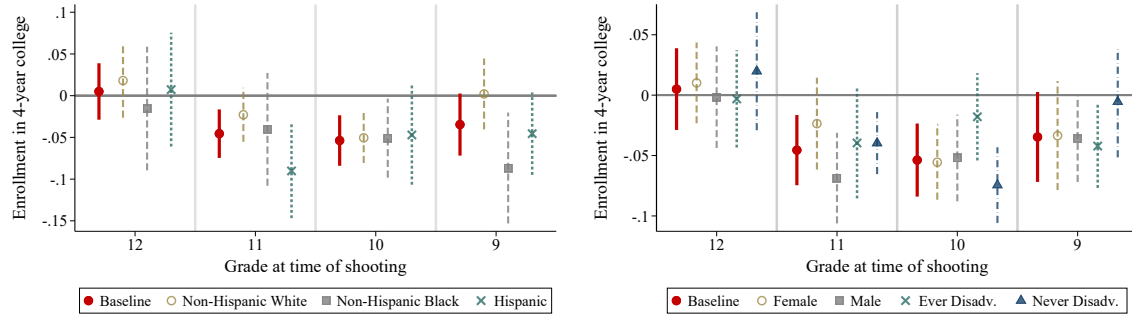 Enrollment in 4-year college
.1
.05
0
-.05
-.1
-.15
12 11 10 9
Grade at time of shooting
Baseline Non-Hispanic White Non-Hispanic Black Hispanic
Enrollment in 4-year college
.05
0
-.05
-.1
12 11 10 9
Grade at time of shooting
Baseline Female Male Ever Disadv. Never Disadv.